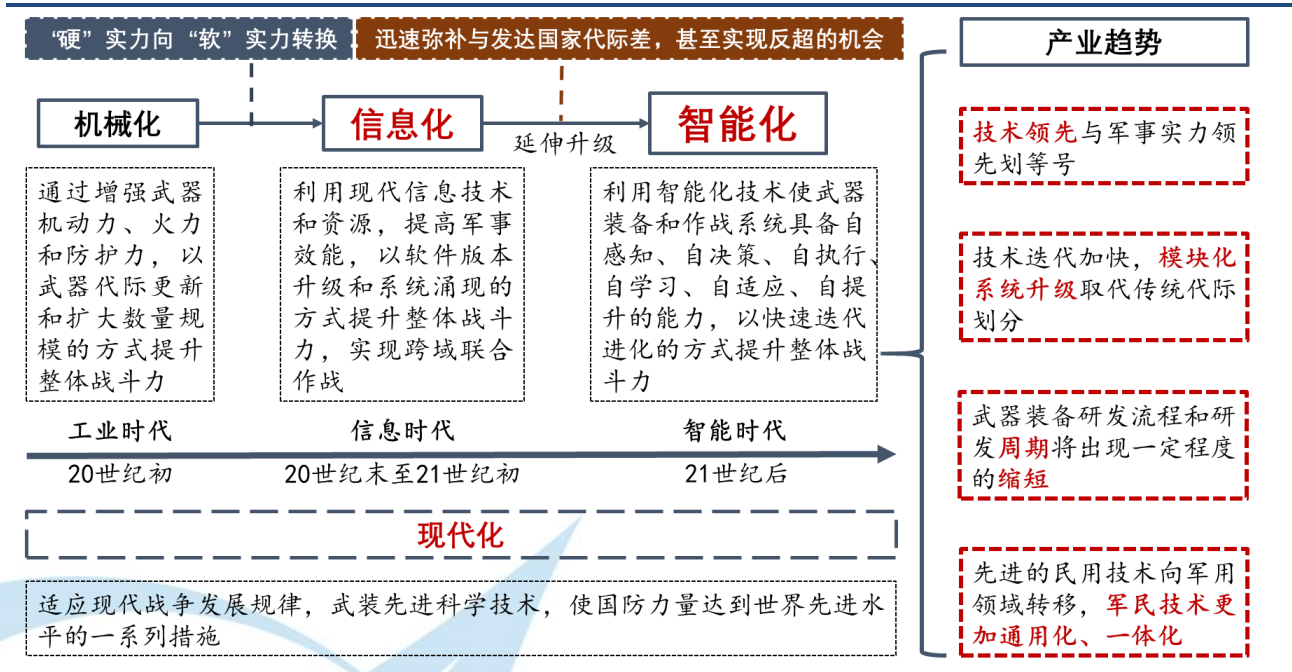 “硬”实力向“软”实力转换
迅速弥补与发达国家代际差，甚至实现反超的机会
产业趋势
机械化
信息化
延伸升级
智能化
通过增强武器
机动力、火力
和防护力，以
武器代际更新
和扩大数量规
模的方式提升
整体战斗力
利用现代信息技术
和资源，提高军事
效能，以软件版本
升级和系统涌现的
方式提升整体战斗
力，实现跨域联合
作战
利用智能化技术使武器
装备和作战系统具备自
感知、自决策、自执行、
自学习、自适应、自提
升的能力，以快速迭代
进化的方式提升整体战
斗力
工业时代
信息时代
智能时代
20世纪初
20世纪末至21世纪初
21世纪后
现代化
适应现代战争发展规律，武装先进科学技术，使国防力量达到世界先进水
平的一系列措施
技术领先与军事实力领
先划等号
技术迭代加快，模块化
系统升级取代传统代际
划分
武器装备研发流程和研
发周期将出现一定程度
的缩短
先进的民用技术向军用
领域转移，军民技术更
加通用化、一体化